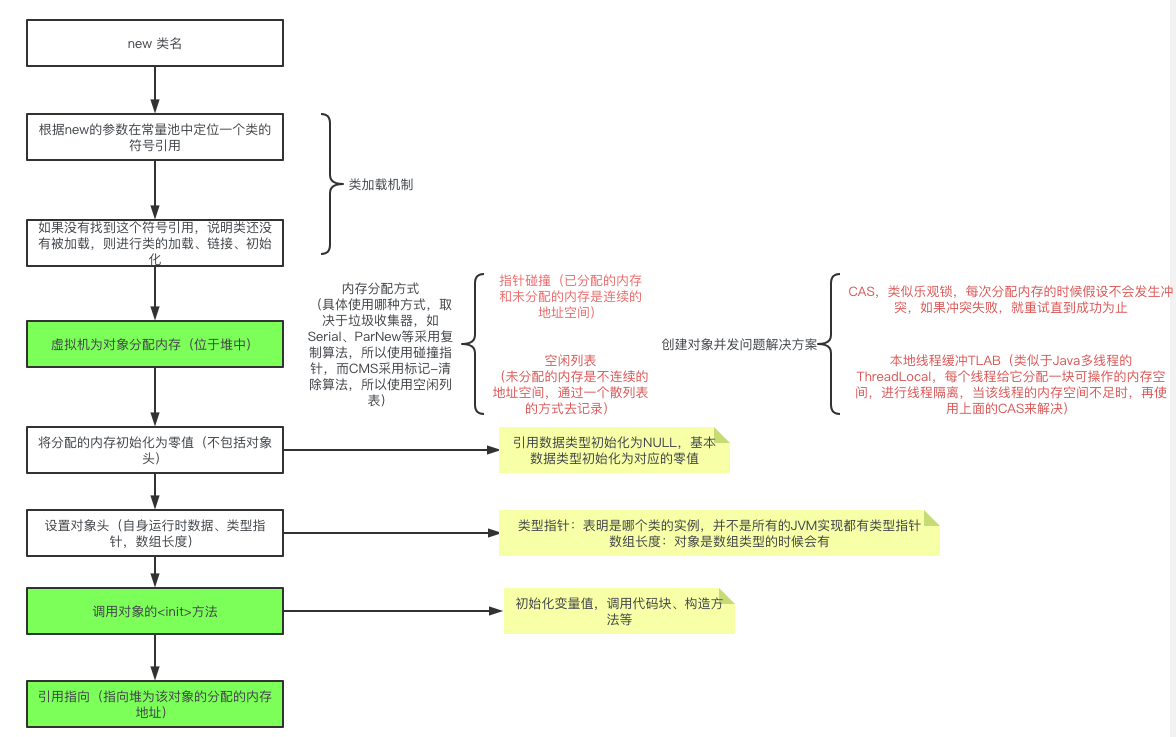 new 类名
根据new的参数在常量池中定位一个类的
符号引用
类加载机制
如果没有找到这个符号引用，说明类还没
有被加载，则进行类的加载、链接、初始
化
虚拟机为对象分配内存（位于堆中）
内存分配方式
（具体使用哪种方式，取
决于垃圾收集器，如
Serial、ParNew等采用复
制算法，所以使用碰撞指
针，而CMS采用标记-清
除算法，所以使用空闲列
表）
指针碰撞（已分配的内存
和未分配的内存是连续的
地址空间）
空闲列表
（未分配的内存是不连续的
地址空间，通过一个散列表
的方式去记录）
创建对象并发问题解决方案
CAS，类似乐观锁，每次分配内存的时候假设不会发生冲
突，如果冲突失败，就重试直到成功为止
本地线程缓冲TLAB（类似于Java多线程的
ThreadLocal，每个线程给它分配一块可操作的内存空
间，进行线程隔离，当该线程的内存空间不足时，再使
用上面的CAS来解决）
将分配的内存初始化为零值（不包括对象
头）
引用数据类型初始化为NULL，基本
数据类型初始化为对应的零值
设置对象头（自身运行时数据、类型指
针，数组长度）
类型指针：表明是哪个类的实例，并不是所有的JVM实现都有类型指针
数组长度：对象是数组类型的时候会有
调用对象的<init>方法
初始化变量值，调用代码块、构造方
法等
引用指向（指向堆为该对象的分配的内存
地址）